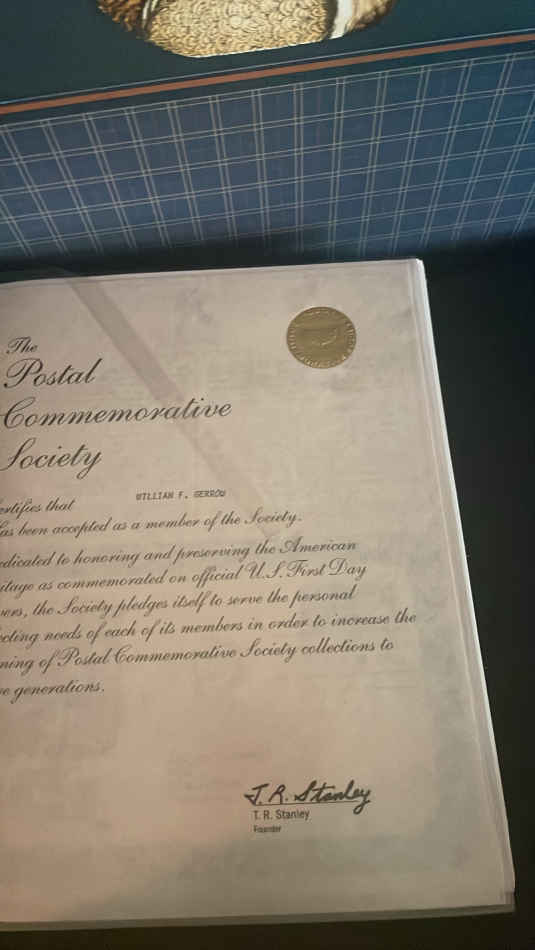 The
Postal
Commemorative
Society
ertifies that WILLIAM F. GERROW
as been accepted as a member of the Society.
edicated to honoring and preserving the American
itage as commemorated on official U.S. First Day
vers, the Society pledges itself to serve the personal
ecting needs of each of its members in order to increase the
ning of Postal Commemorative Society collections to
e generations.
T. R. Stanley
T. R. Stanley
Founder